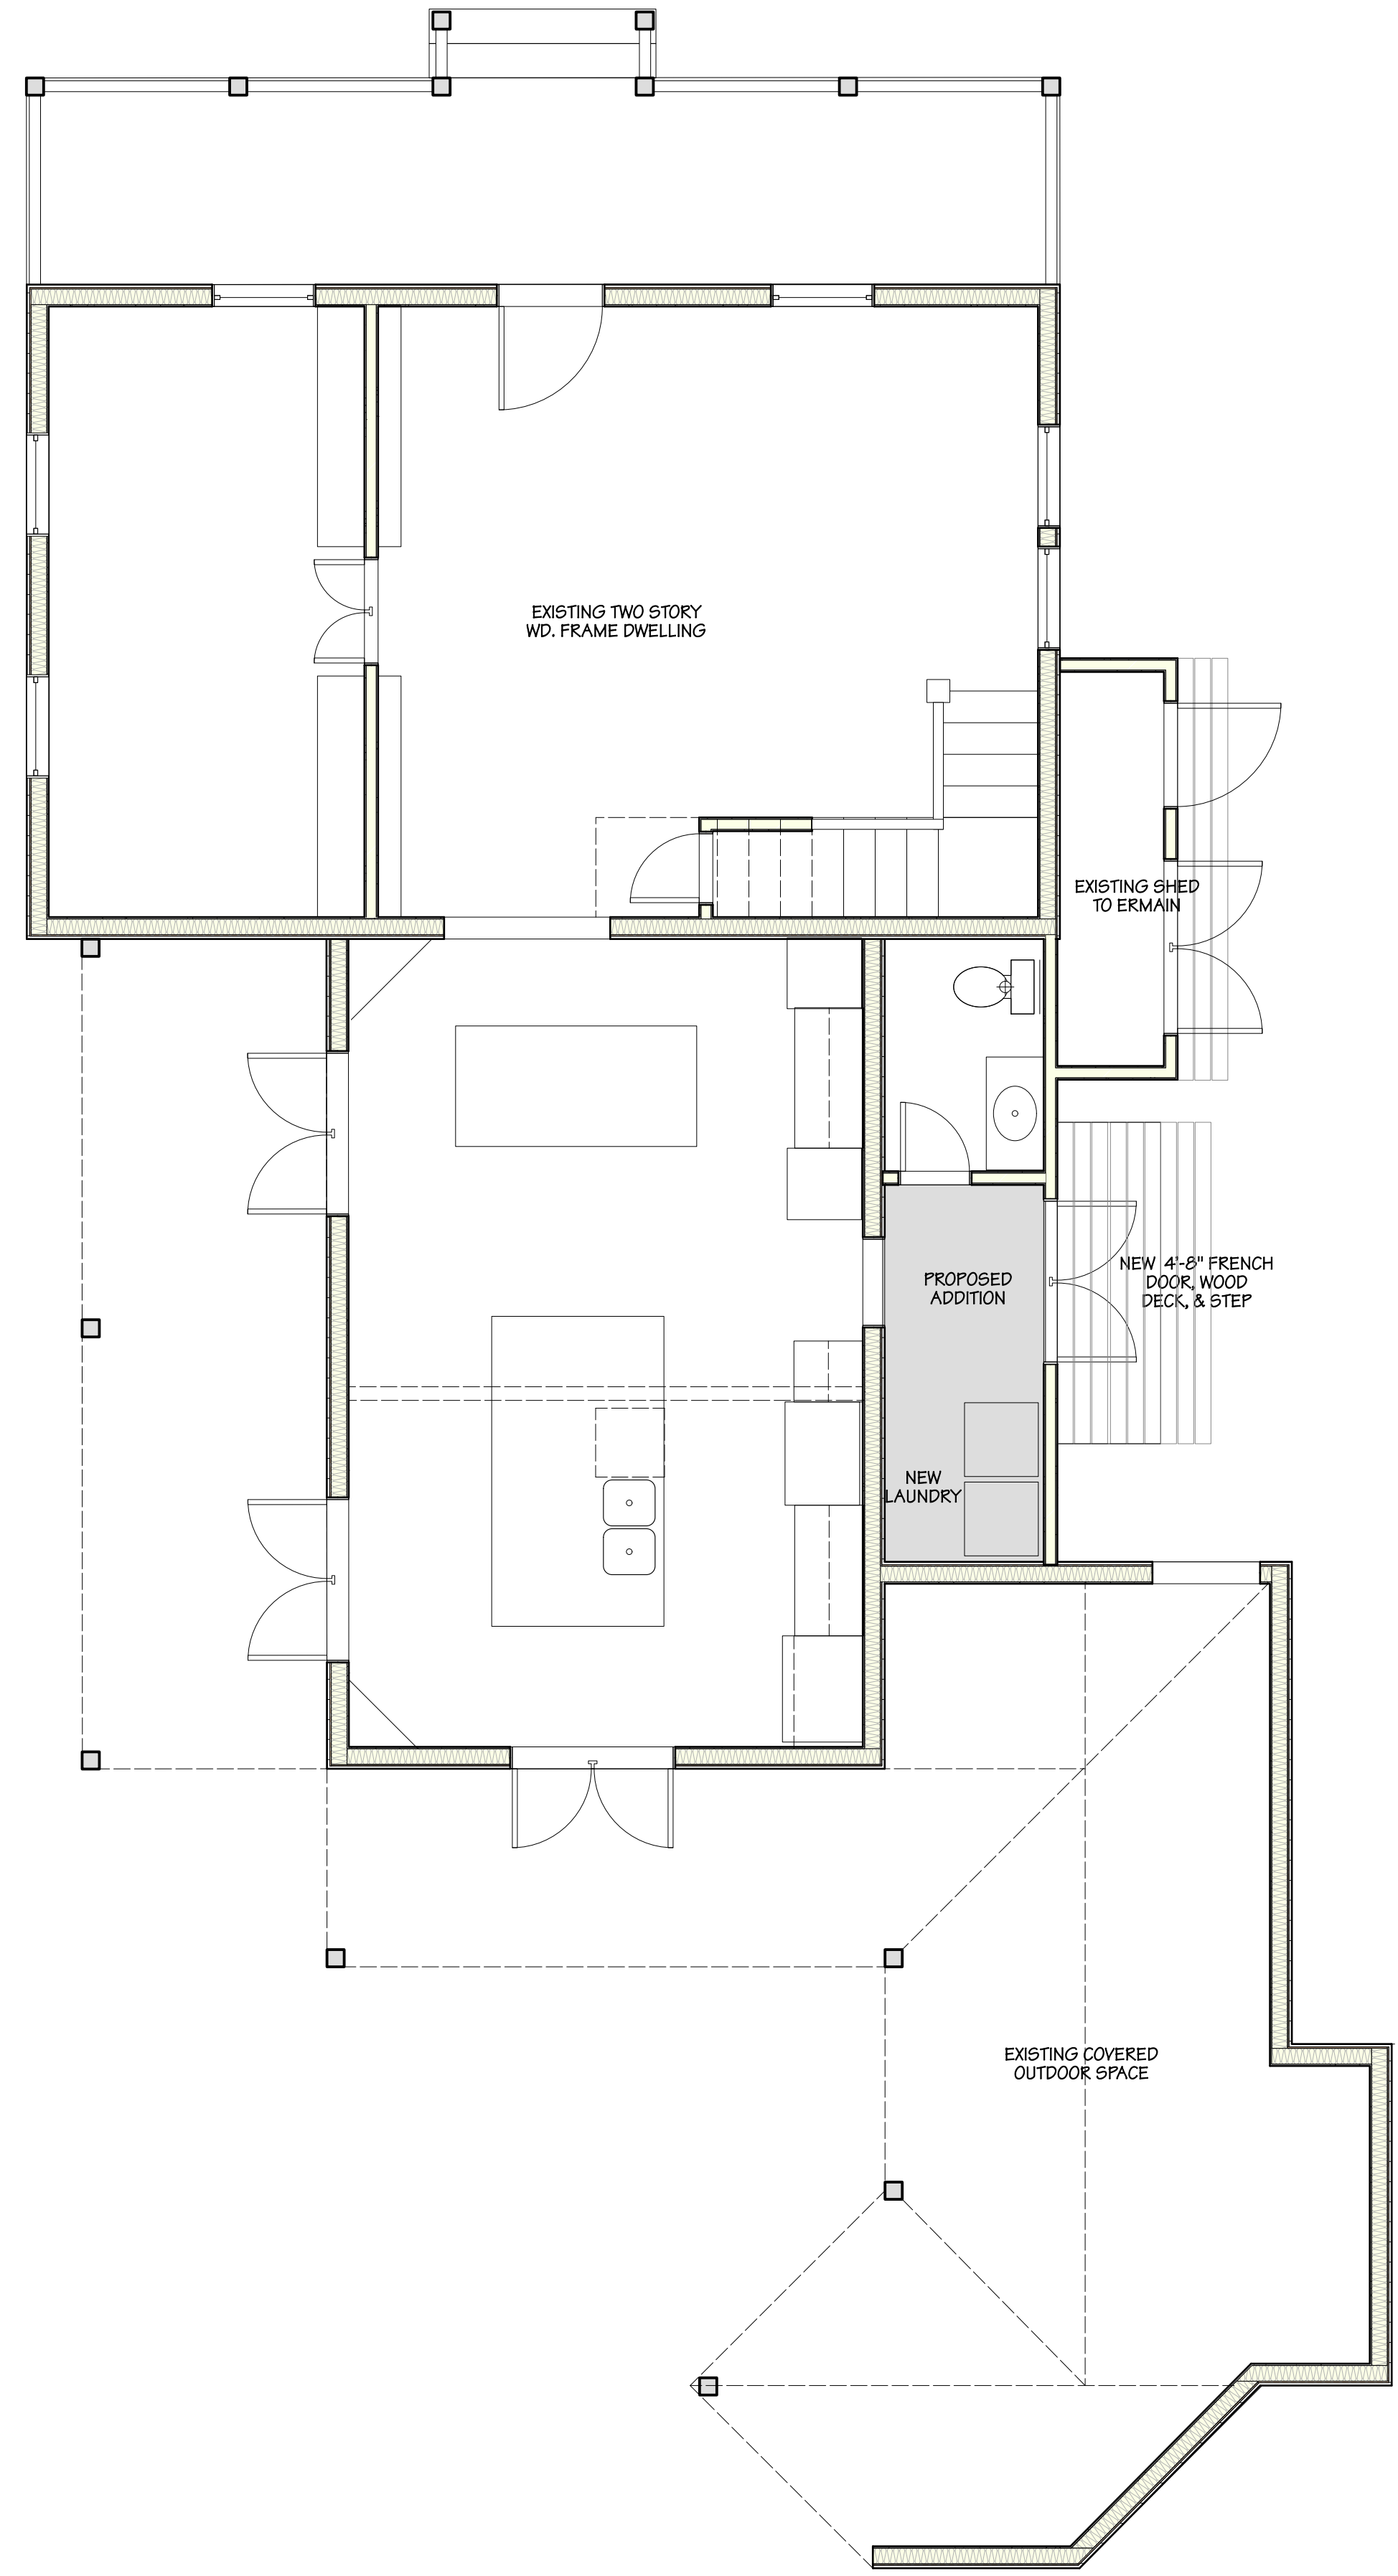 EXISTING TWO STORY
WD. FRAME DWELLING
EXISTING SHED
TO ERMAIN
PROPOSED
ADDITION
NEW 4'-8" FRENCH
DOOR, WOOD
DECK, & STEP
NEW
LAUNDRY
EXISTING COVERED
OUTDOOR SPACE